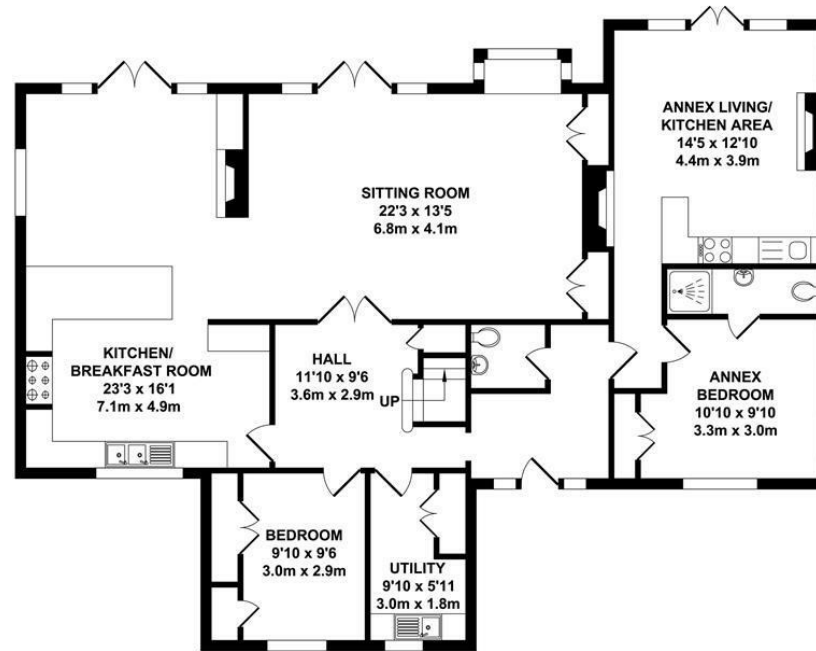 ANNEX LIVING/
KITCHEN AREA
14'5 x 12'10
4.4m x 3.9m
SITTING ROOM
22'3 x 13'5
6.8m x 4.1m
KITCHEN/
BREAKFAST ROOM
23'3 x 16'1
7.1m x 4.9m
HALL
11'10 x 9'6
3.6m x 2.9m
UP
ANNEX
BEDROOM
10'10 x 9'10
3.3m x 3.0m
BEDROOM
9'10 x 9'6
3.0m x 2.9m
UTILITY
9'10 x 5'11
3.0m x 1.8m